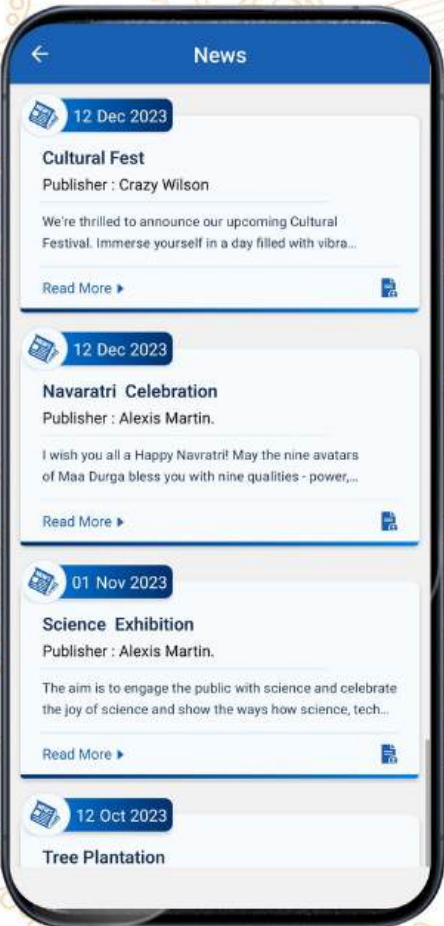 News
12 Dec 2023
Cultural Fest
Publisher : Crazy Wilson
We're thrilled to announce our upcoming Cultural
Festival. Immerse yourself in a day filled with vibra...
Read More
12 Dec 2023
Navaratri Celebration
Publisher : Alexis Martin.
I wish you all a Happy Navratri! May the nine avatars
of Maa Durga bless you with nine qualities - power,...
Read More
01 Nov 2023
Science Exhibition
Publisher : Alexis Martin.
The aim is to engage the public with science and celebrate
the joy of science and show the ways how science, tech...
Read More
12 Oct 2023
Tree Plantation